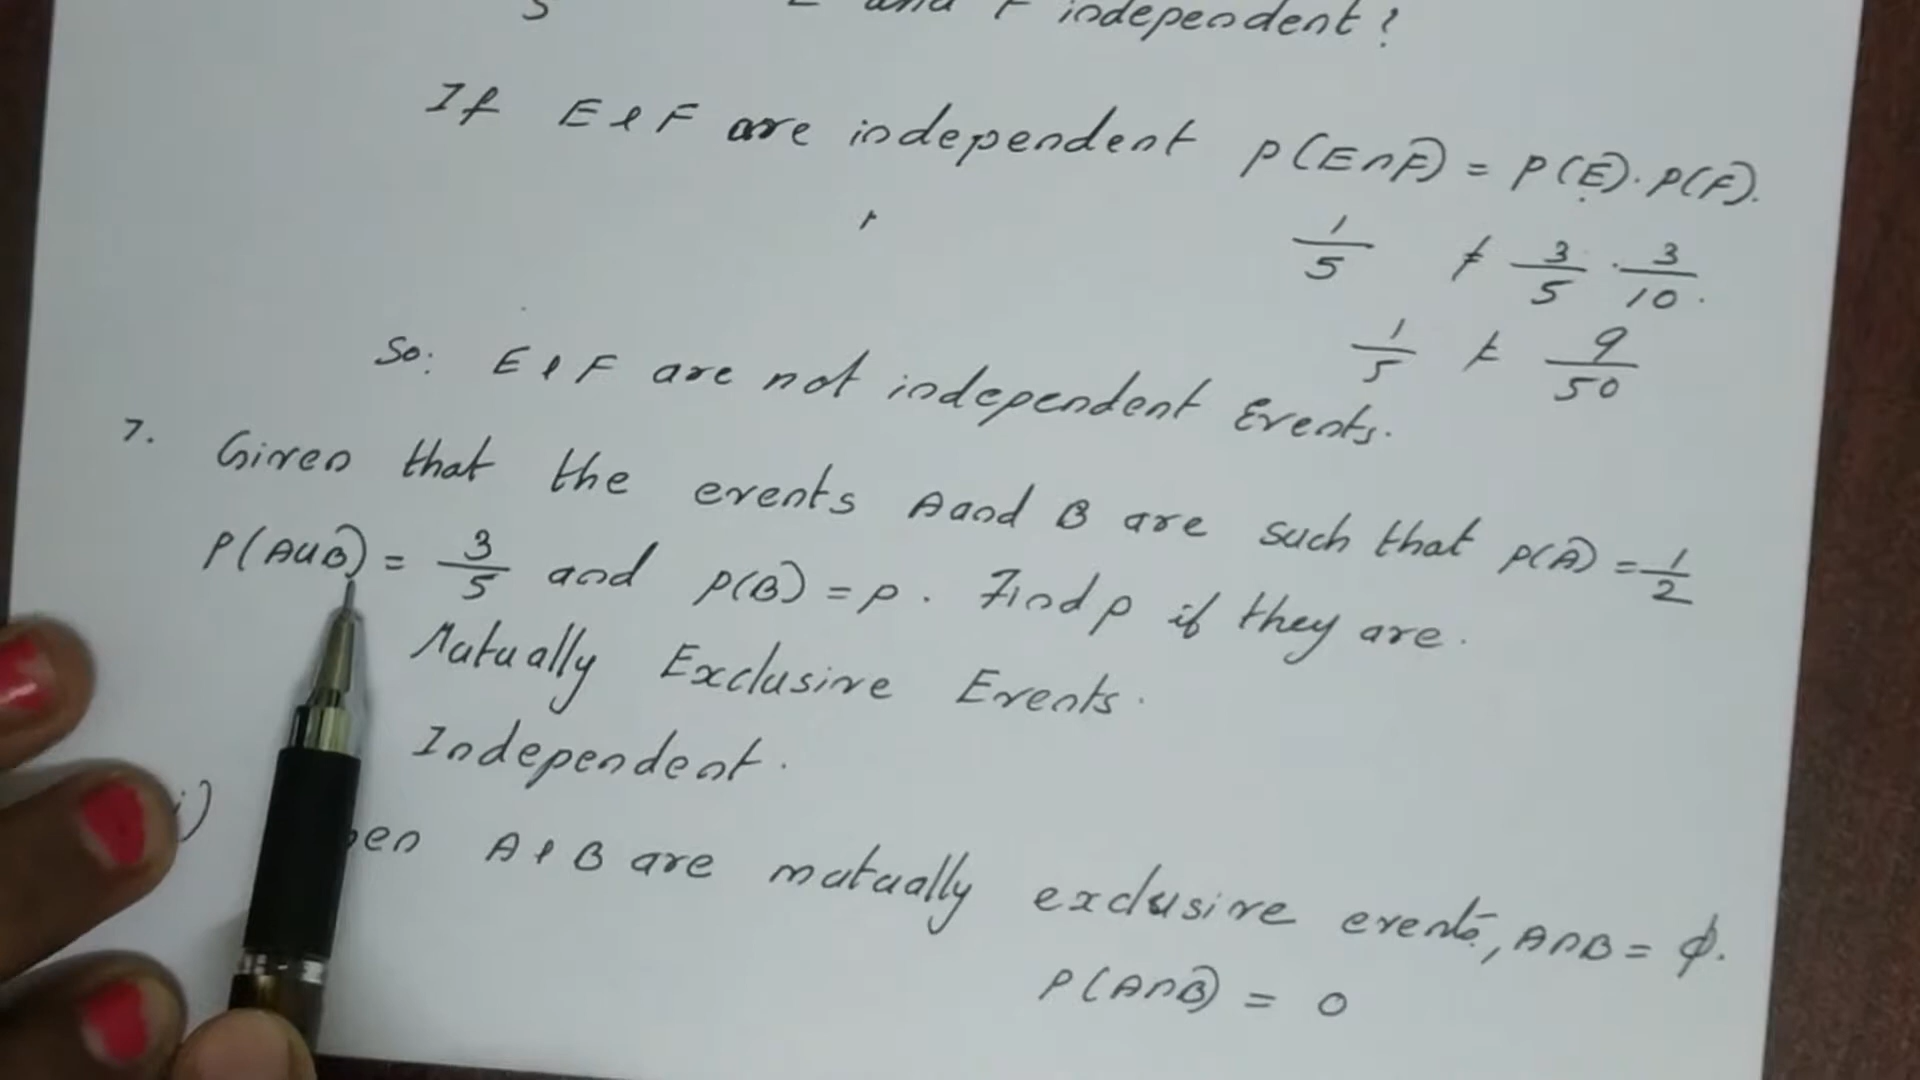 5 E and F independent?
If E & F are independent P(E∩F) = P(E).P(F).
1/5 ≠ 3/5 . 3/10.
1/5 ≠ 9/50
So: E & F are not independent Events.
7. Given that the events A and B are such that P(A) = 1/2
P(A∪B) = 3/5 and P(B) = p. Find p if they are.
Mutually Exclusive Events.
Independent.
i) A & B are mutually exclusive events, A∩B = ϕ.
P(A∩B) = 0